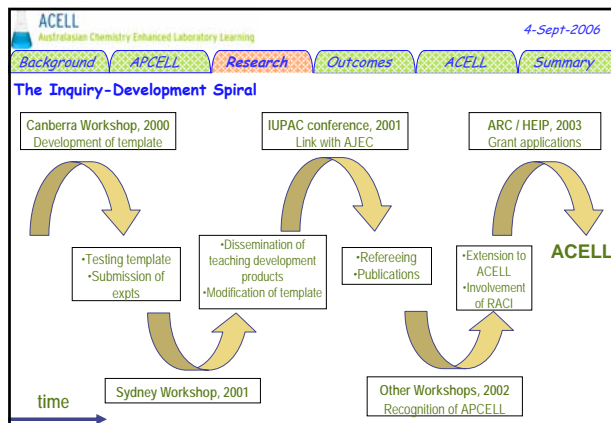 ACELL
Australasian Chemistry Enhanced Laboratory Learning
4-Sept-2006
Background
APCELL
Research
Outcomes
ACELL
Summary
The Inquiry-Development Spiral
Canberra Workshop, 2000
Development of template
IUPAC conference, 2001
Link with AJEC
ARC / HEIP, 2003
Grant applications
•Testing template
•Submission of
expts
•Dissemination of
teaching development
products
•Modification of template
•Refereeing
•Publications
•Extension to
ACELL
•Involvement
of RACI
ACELL
Sydney Workshop, 2001
Other Workshops, 2002
Recognition of APCELL
time